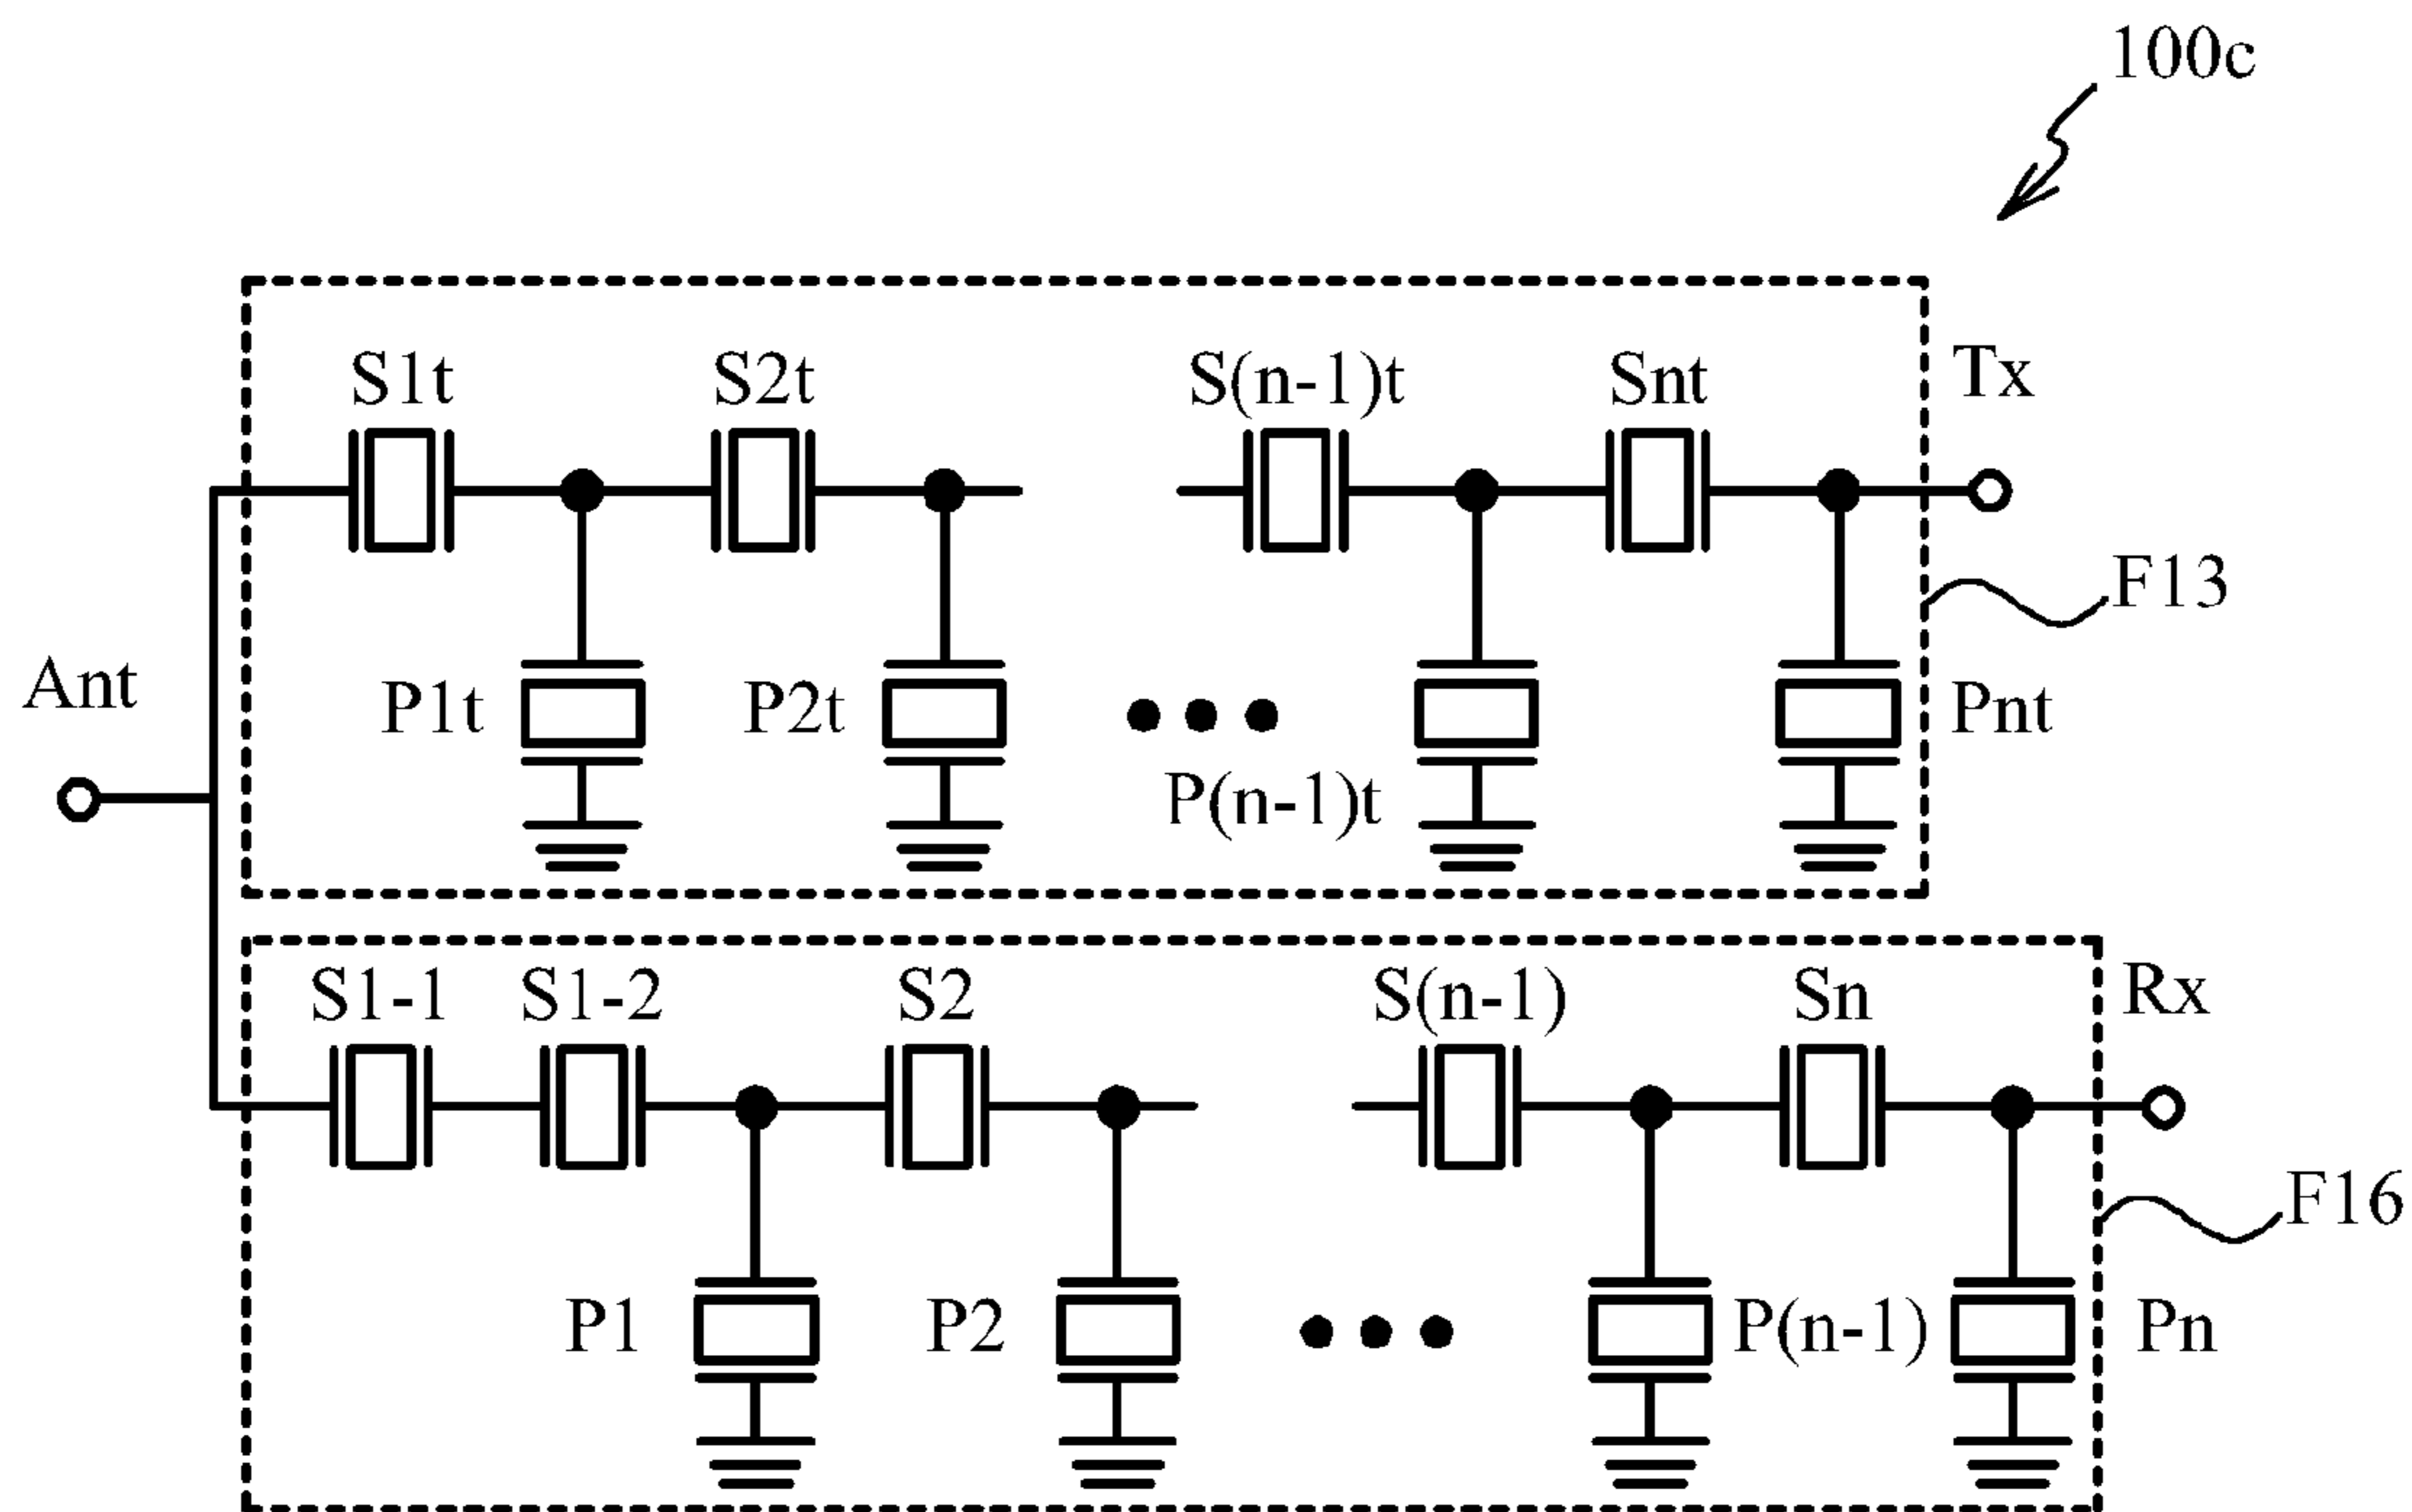 100c
S1t
S2t
S(n-1)t
Snt
Tx
F13
Ant
P1t
P2t
P(n-1)t
Pnt
S1-1
S1-2
S2
S(n-1)
Sn
Rx
F16
P1
P2
P(n-1)
Pn